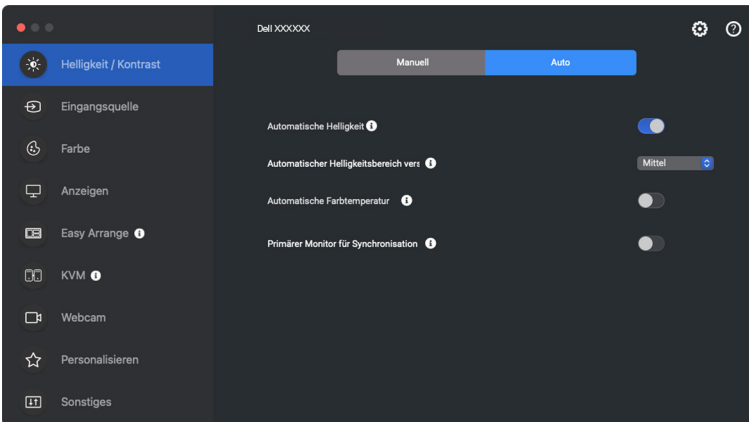 Dell XXXXXX
Helligkeit / Kontrast
Manuell
Auto
Eingangsquelle
Automatische Helligkeit
Farbe
Automatischer Helligkeitsbereich vers
Mittel
Anzeigen
Automatische Farbtemperatur
Easy Arrange
Primärer Monitor für Synchronisation
KVM
Webcam
Personalisieren
Sonstiges